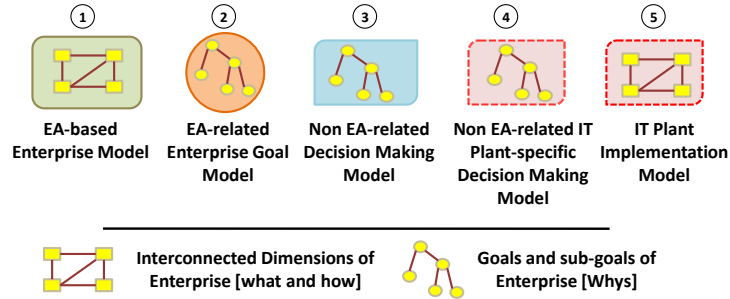 1 2 3 4 5
EA-based
Enterprise Model
EA-related
Enterprise Goal
Model
Non EA-related
Decision Making
Model
Non EA-related IT
Plant-specific
Decision Making
Model
IT Plant
Implementation
Model
Interconnected Dimensions of
Enterprise [what and how]
Goals and sub-goals of
Enterprise [Whys]